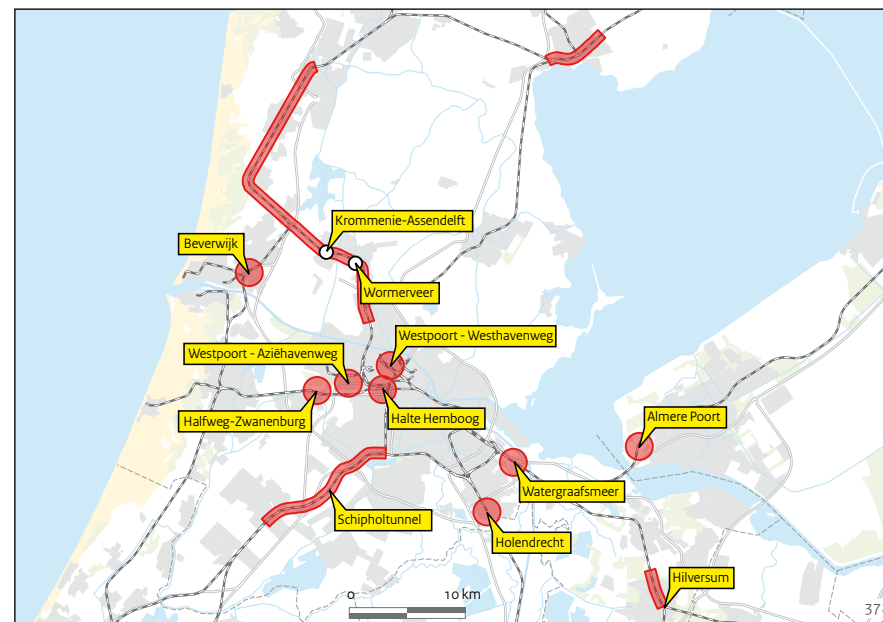 Krommenie-Assendelft
Beverwijk
Wormerveer
Westpoort - Westhavenweg
Westpoort - Aziëhavenweg
Halte Hemboog
Almere Poort
Halfweg-Zwanenburg
Watergraafsmeer
Schipholtunnel
Holendrecht
Hilversum
0 10 km